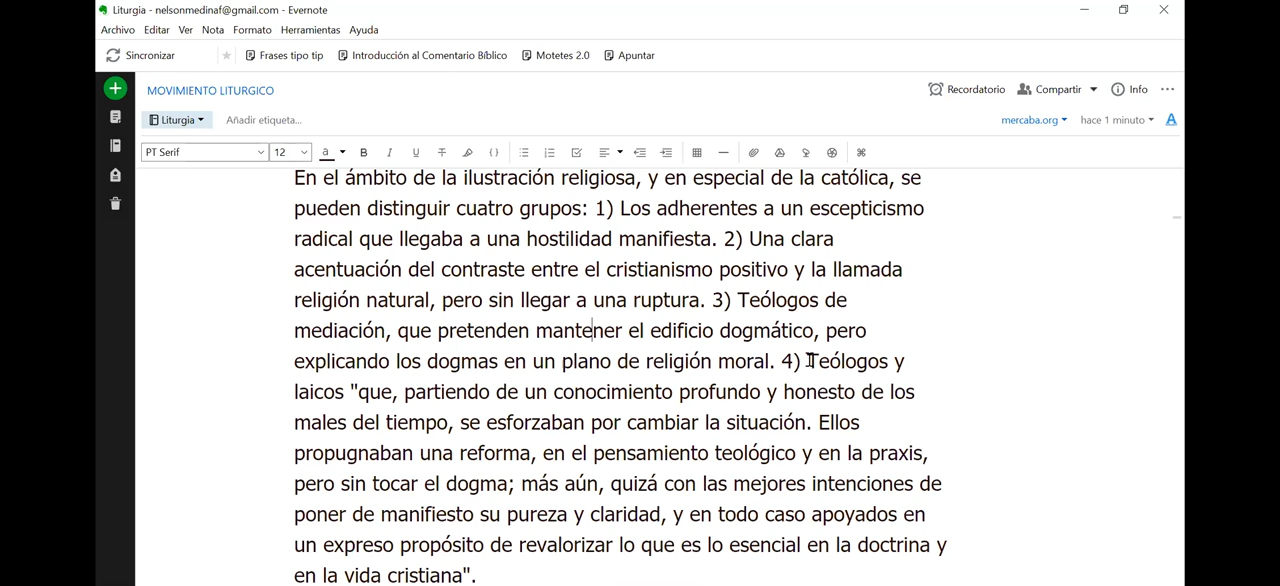 Liturgia - nelsonmedinaf@gmail.com - Evernote
Archivo Editar Ver Nota Formato Herramientas Ayuda
Sincronizar Frases tipo tip Introducción al Comentario Bíblico Motetes 2.0 Apuntar
MOVIMIENTO LITURGICO Recordatorio Compartir Info
Liturgia Añadir etiqueta... mercaba.org hace 1 minuto
PT Serif 12
En el ámbito de la ilustración religiosa, y en especial de la católica, se
pueden distinguir cuatro grupos: 1) Los adherentes a un escepticismo
radical que llegaba a una hostilidad manifiesta. 2) Una clara
acentuación del contraste entre el cristianismo positivo y la llamada
religión natural, pero sin llegar a una ruptura. 3) Teólogos de
mediación, que pretenden mantener el edificio dogmático, pero
explicando los dogmas en un plano de religión moral. 4) Teólogos y
laicos "que, partiendo de un conocimiento profundo y honesto de los
males del tiempo, se esforzaban por cambiar la situación. Ellos
propugnaban una reforma, en el pensamiento teológico y en la praxis,
pero sin tocar el dogma; más aún, quizá con las mejores intenciones de
poner de manifiesto su pureza y claridad, y en todo caso apoyados en
un expreso propósito de revalorizar lo que es lo esencial en la doctrina y
en la vida cristiana".